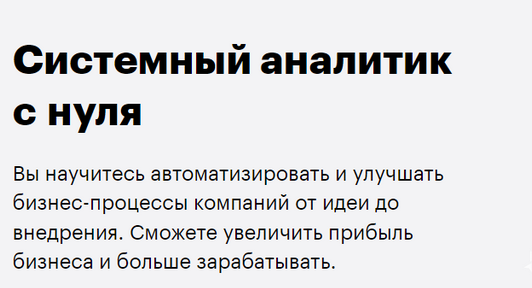 Системный аналитик
с нуля
Вы научитесь автоматизировать и улучшать
бизнес-процессы компаний от идеи до
внедрения. Сможете увеличить прибыль
бизнеса и больше зарабатывать.